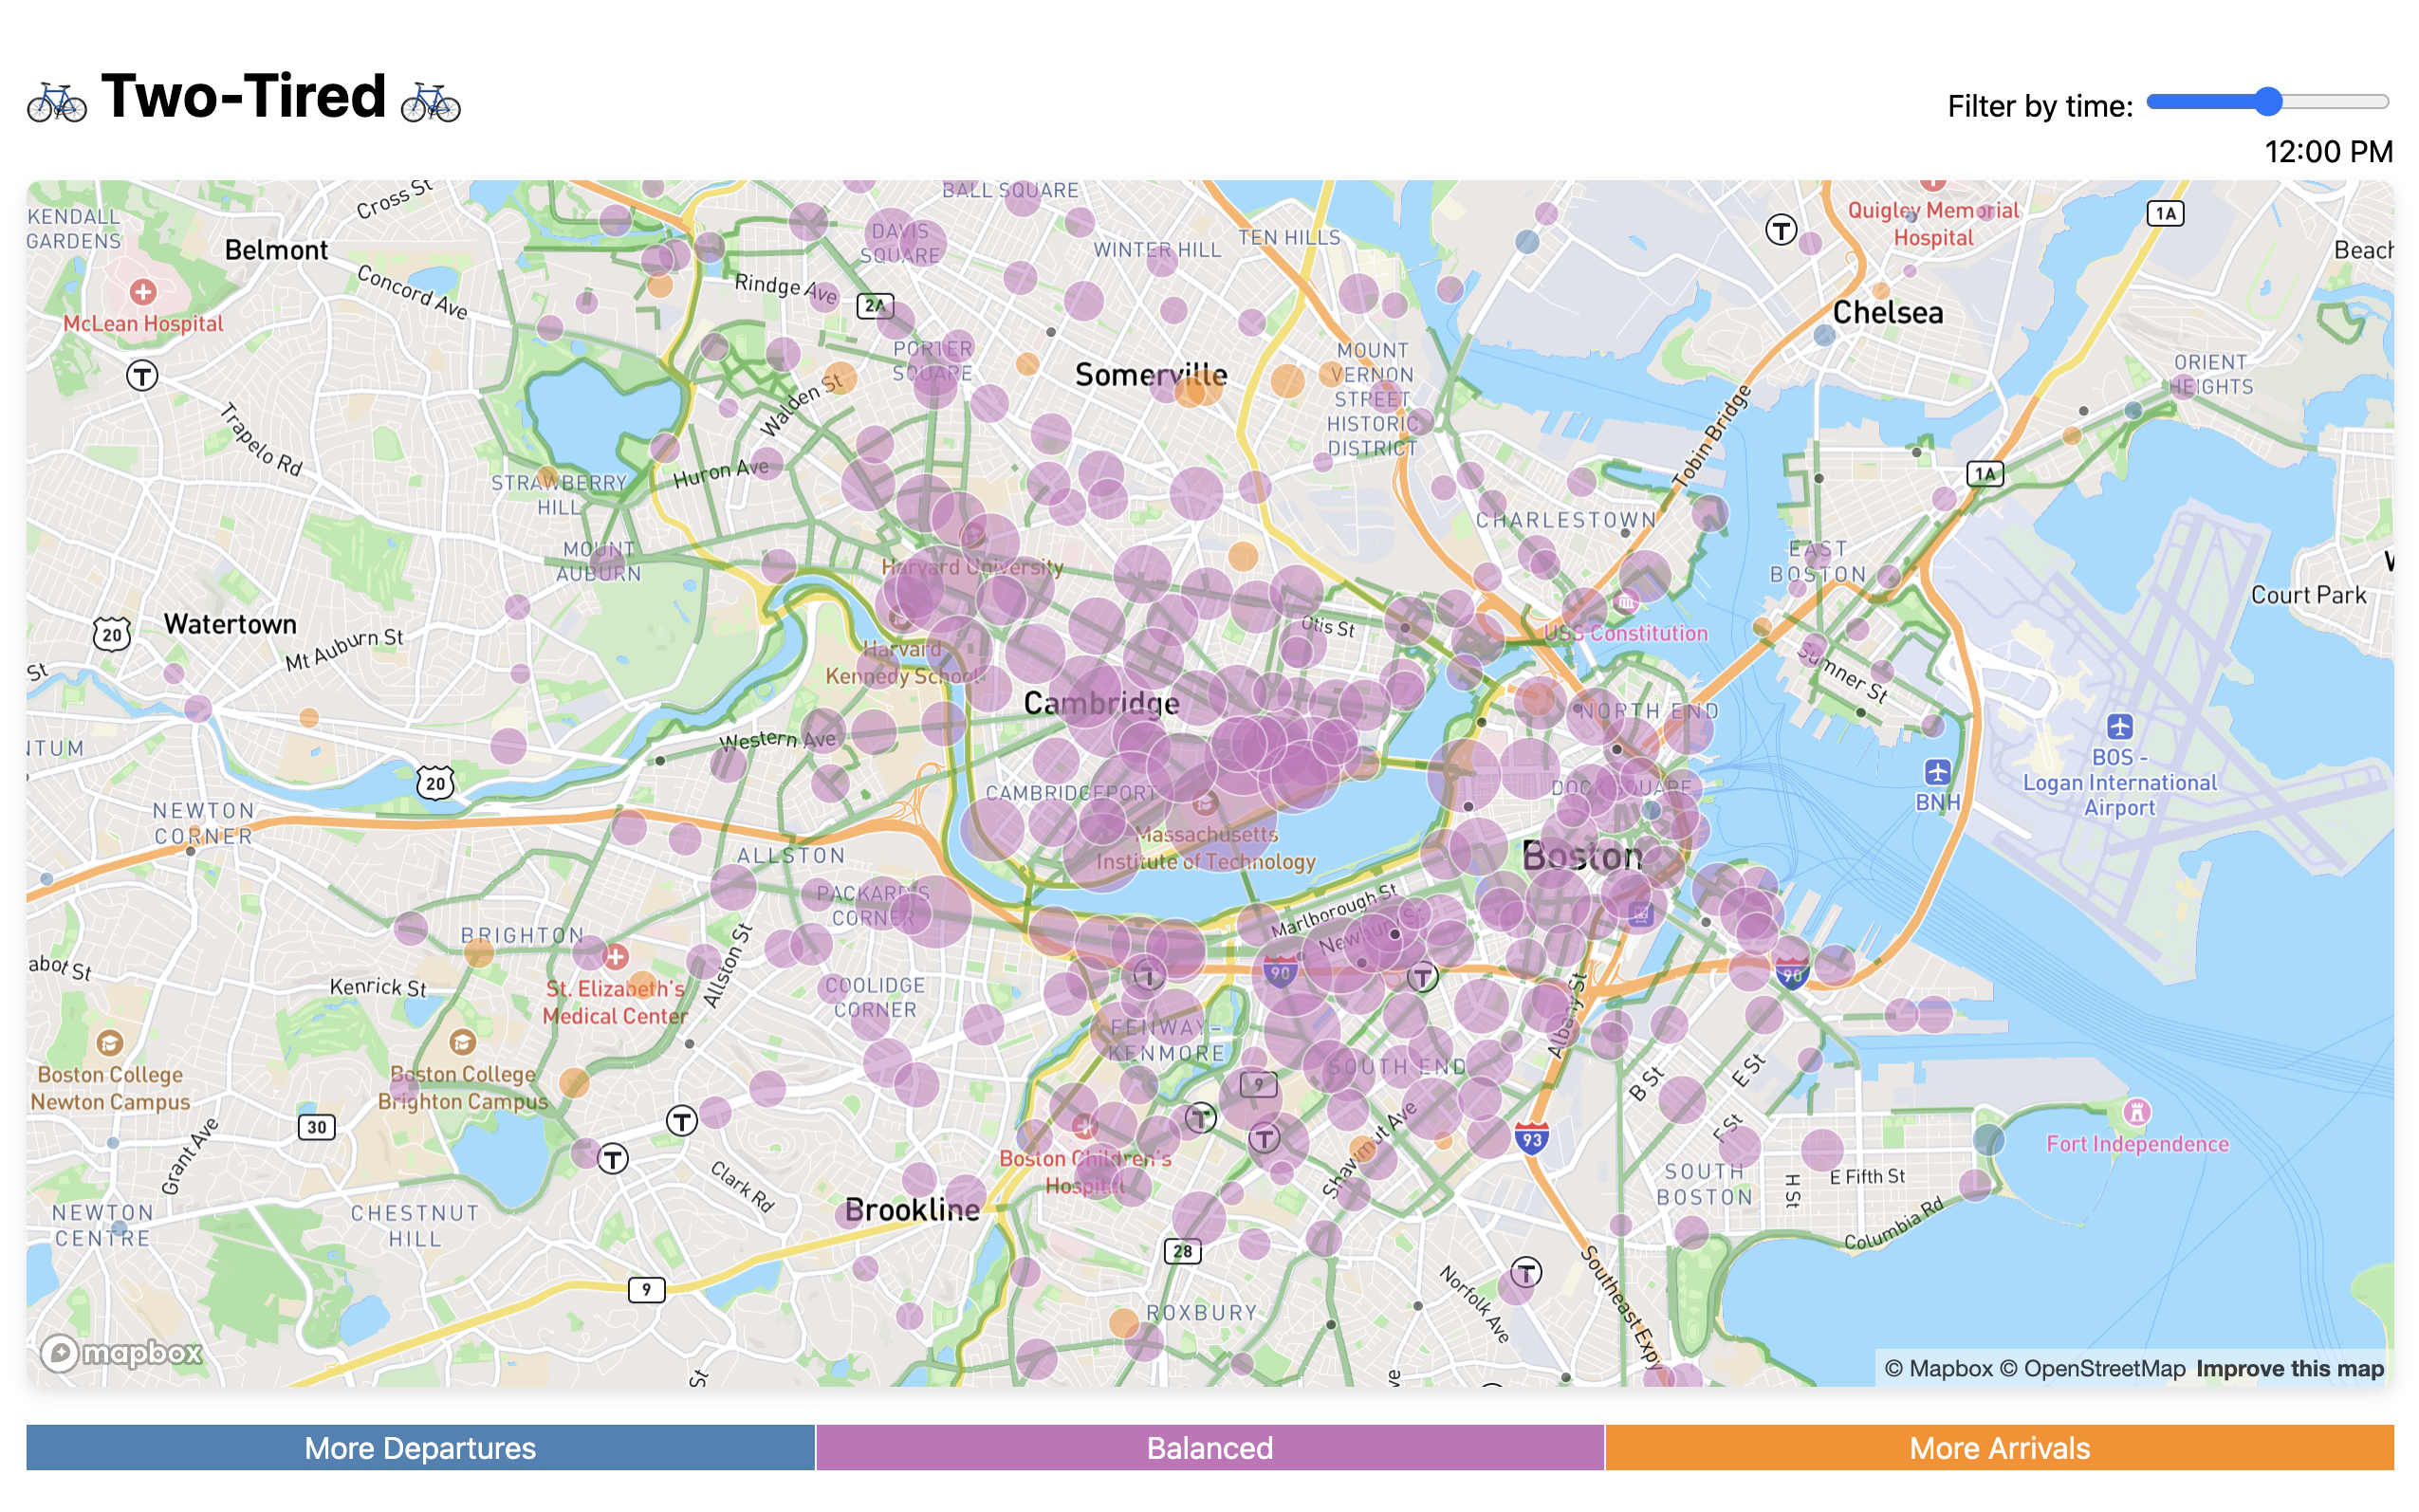 Two-Tired
Filter by time:
12:00 PM
KENDALL
GARDENS
Belmont
Cross St
Concord Ave
McLean Hospital
Trapelo Rd
BALL SQUARE
DAVIS
SQUARE
WINTER HILL
TEN HILLS
Rindge Ave
2A
PORTER
SQUARE
Somerville
MOUNT
VERNON
STREET
HISTORIC
DISTRICT
Quigley Memorial
Hospital
1A
Beach
Chelsea
ORIENT
HEIGHTS
Tobin Bridge
1A
Walden St
Huron Ave
STRAWBERRY
HILL
MOUNT
AUBURN
CHARLESTOWN
EAST
BOSTON
Court Park
Watertown
20
Mt Auburn St
St
Harvard University
Harvard
Kennedy School
Otis St
USS Constitution
Sumner St
Cambridge
NORTH END
Western Ave
NTUM
20
NEWTON
CORNER
CAMBRIDGEPORT
DOCK SQUARE
BOS -
Logan International
Airport
BNH
Massachusetts
Institute of Technology
Boston
ALLSTON
PACKARD'S
CORNER
Marlborough St
Newbury St
BRIGHTON
abot St
Kenrick St
St. Elizabeth's
Medical Center
Allston St
COOLIDGE
CORNER
90
90
Albany St
FENWAY-
KENMORE
SOUTH END
9
Boston College
Newton Campus
Boston College
Brighton Campus
B St
E St
F St
30
Grant Ave
93
Fort Independence
Boston Children's
Hospital
Shawmut Ave
SOUTH
BOSTON
H St
E Fifth St
Columbia Rd
Clark Rd
Brookline
NEWTON
CENTRE
CHESTNUT
HILL
28
9
Norfolk Ave
Southeast Expy
ROXBURY
St
ve
mapbox
© Mapbox © OpenStreetMap Improve this map
More Departures
Balanced
More Arrivals